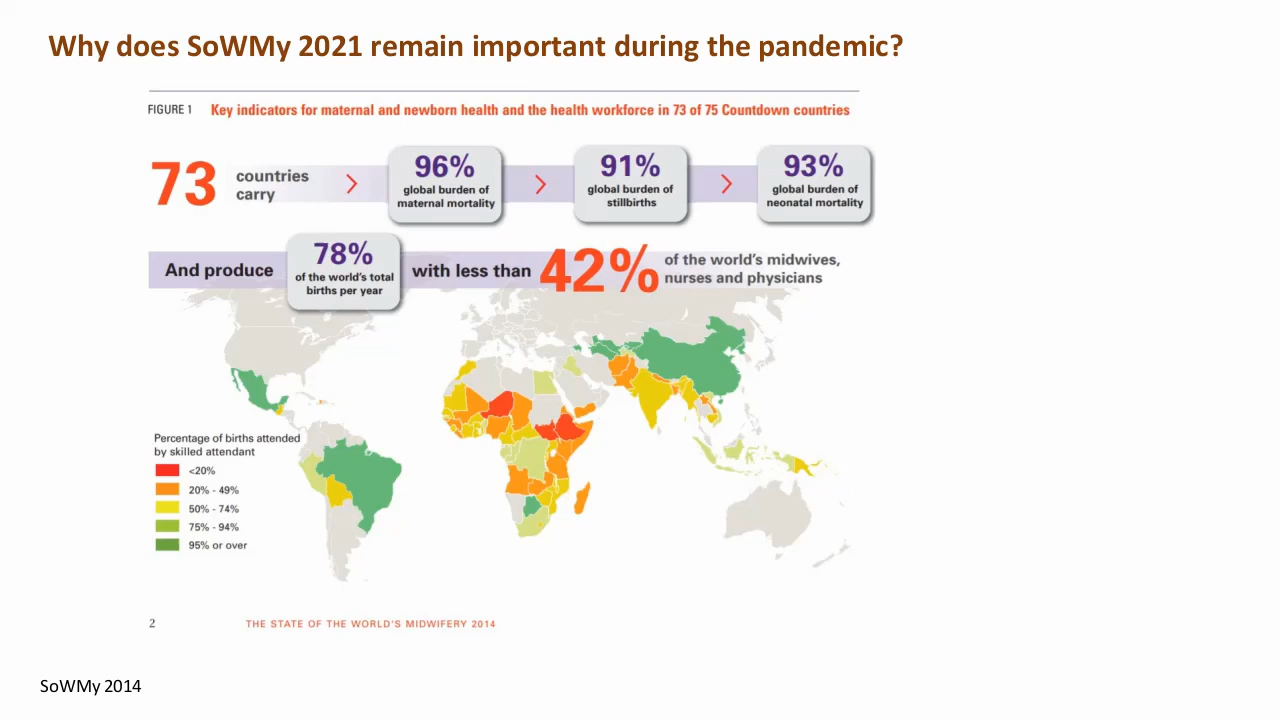 Why does SoWMy 2021 remain important during the pandemic?
FIGURE 1 Key indicators for maternal and newborn health and the health workforce in 73 of 75 Countdown countries
73 countries
carry
96%
global burden of
maternal mortality
91%
global burden of
stillbirths
93%
global burden of
neonatal mortality
And produce
78%
of the world's total
births per year
with less than
42%
of the world's midwives,
nurses and physicians
Percentage of births attended
by skilled attendant
<20%
20% - 49%
50% - 74%
75% - 94%
95% or over
2 THE STATE OF THE WORLD'S MIDWIFERY 2014
SoWMy 2014